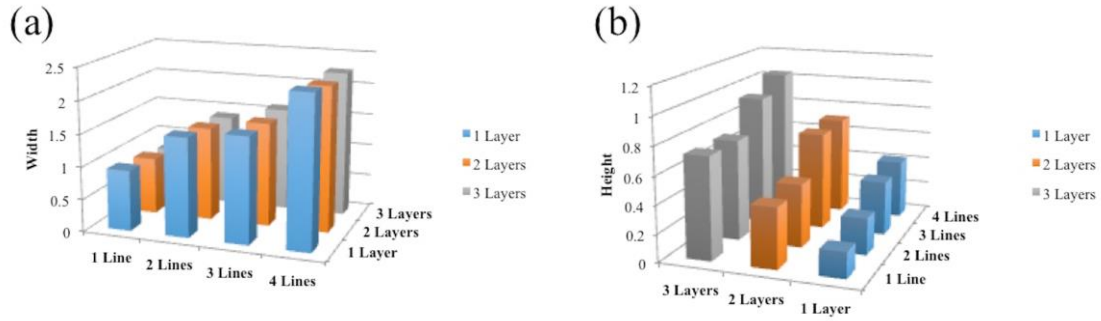 (a)
2.5
2
1.5
1
0.5
0
Width
1 Line
2 Lines
3 Lines
4 Lines
3 Layers
2 Layers
1 Layer
1 Layer
2 Layers
3 Layers
(b)
1.2
1
0.8
0.6
0.4
0.2
0
Height
3 Layers
2 Layers
1 Layer
4 Lines
3 Lines
2 Lines
1 Line
1 Layer
2 Layers
3 Layers